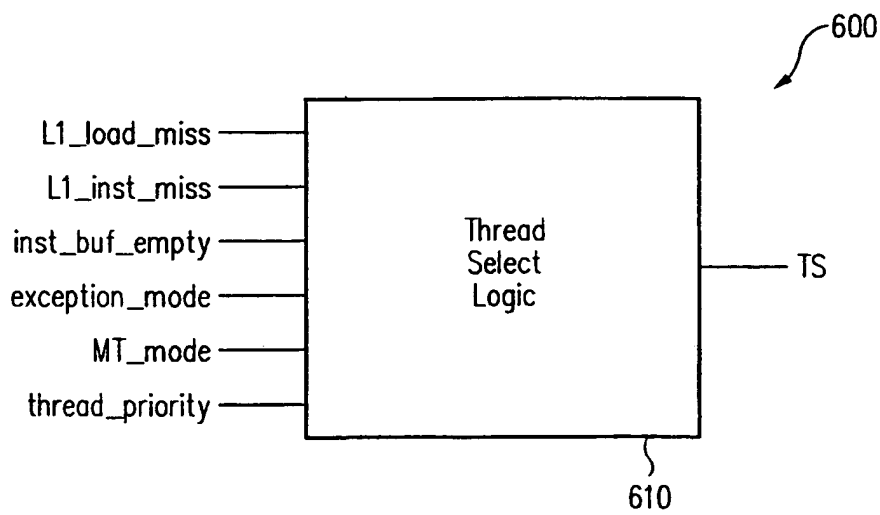 600
L1_load_miss
L1_inst_miss
inst_buf_empty
exception_mode
MT_mode
thread_priority
Thread
Select
Logic
TS
610